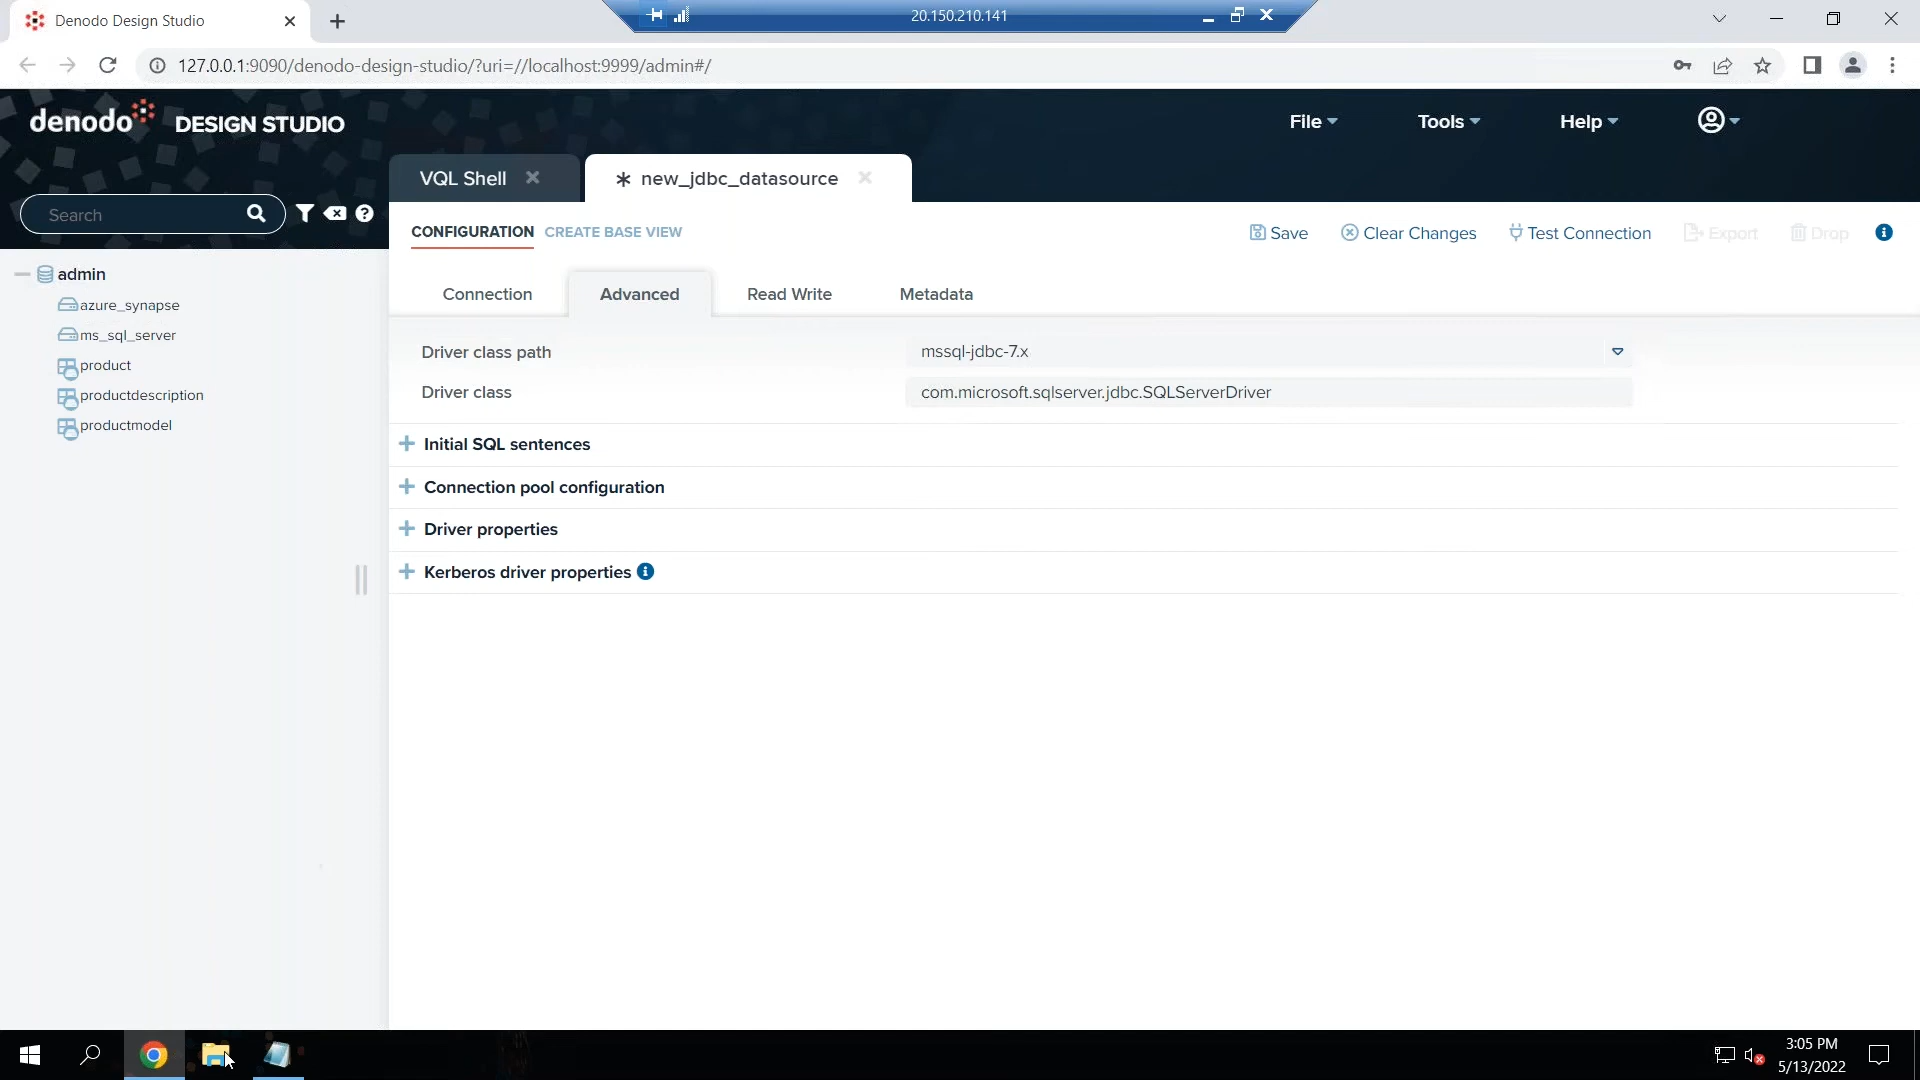 Denodo Design Studio
20.150.210.141
127.0.0.1:9090/denodo-design-studio/?uri=//localhost:9999/admin#/
denodo DESIGN STUDIO
File
Tools
Help
VQL Shell
* new_jdbc_datasource
Search
CONFIGURATION
CREATE BASE VIEW
Save
Clear Changes
Test Connection
Export
Drop
admin
azure_synapse
ms_sql_server
product
productdescription
productmodel
Connection
Advanced
Read Write
Metadata
Driver class path
mssql-jdbc-7.x
Driver class
com.microsoft.sqlserver.jdbc.SQLServerDriver
Initial SQL sentences
Connection pool configuration
Driver properties
Kerberos driver properties
3:05 PM
5/13/2022